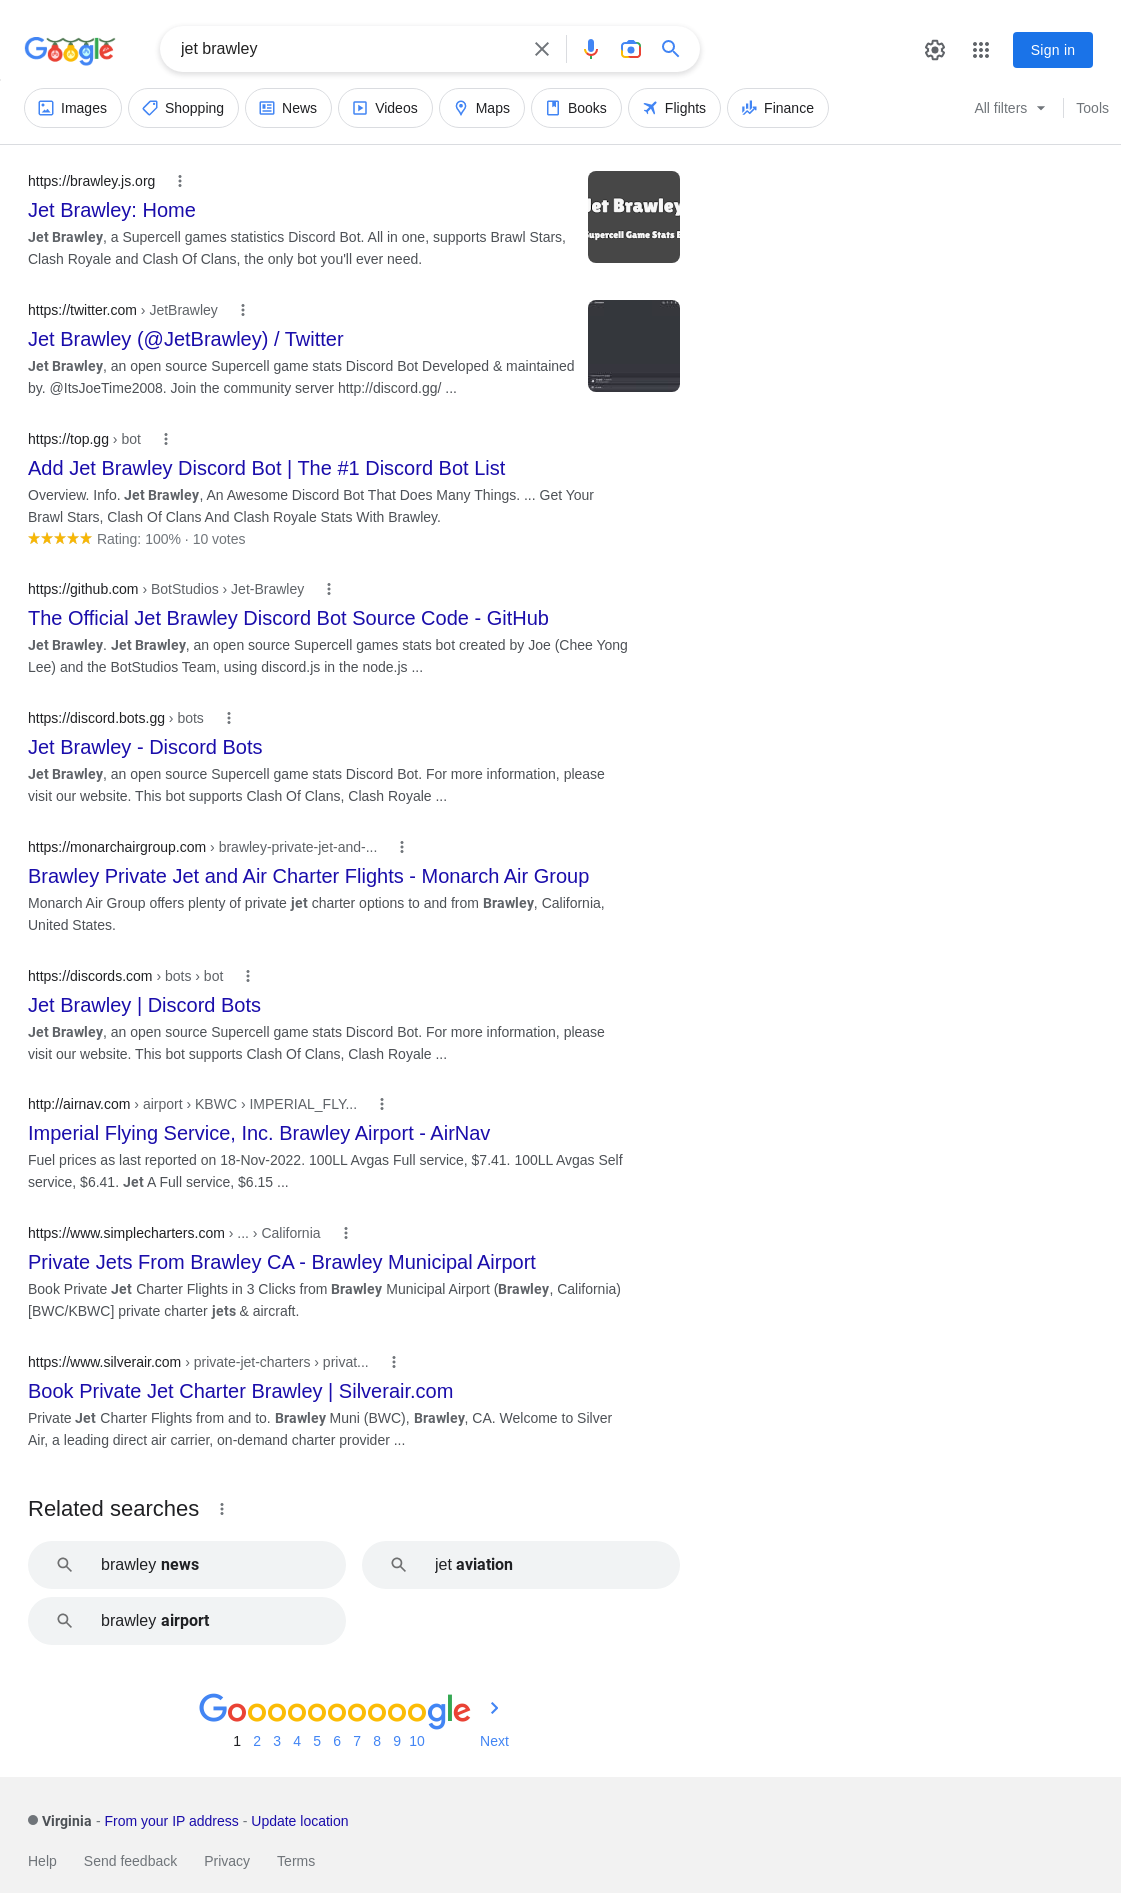 Google
jet brawley
Sign in
Images
Shopping
News
Videos
Maps
Books
Flights
Finance
All filters
Tools
https://brawley.js.org
Jet Brawley: Home
Jet Brawley, a Supercell games statistics Discord Bot. All in one, supports Brawl Stars,
Clash Royale and Clash Of Clans, the only bot you'll ever need.
Jet Brawley
Supercell Game Stats B
https://twitter.com › JetBrawley
Jet Brawley (@JetBrawley) / Twitter
Jet Brawley, an open source Supercell game stats Discord Bot Developed & maintained
by. @ItsJoeTime2008. Join the community server http://discord.gg/ ...
https://top.gg › bot
Add Jet Brawley Discord Bot | The #1 Discord Bot List
Overview. Info. Jet Brawley, An Awesome Discord Bot That Does Many Things. ... Get Your
Brawl Stars, Clash Of Clans And Clash Royale Stats With Brawley.
Rating: 100% · 10 votes
https://github.com › BotStudios › Jet-Brawley
The Official Jet Brawley Discord Bot Source Code - GitHub
Jet Brawley. Jet Brawley, an open source Supercell games stats bot created by Joe (Chee Yong
Lee) and the BotStudios Team, using discord.js in the node.js ...
https://discord.bots.gg › bots
Jet Brawley - Discord Bots
Jet Brawley, an open source Supercell game stats Discord Bot. For more information, please
visit our website. This bot supports Clash Of Clans, Clash Royale ...
https://monarchairgroup.com › brawley-private-jet-and-...
Brawley Private Jet and Air Charter Flights - Monarch Air Group
Monarch Air Group offers plenty of private jet charter options to and from Brawley, California,
United States.
https://discords.com › bots › bot
Jet Brawley | Discord Bots
Jet Brawley, an open source Supercell game stats Discord Bot. For more information, please
visit our website. This bot supports Clash Of Clans, Clash Royale ...
http://airnav.com › airport › KBWC › IMPERIAL_FLY...
Imperial Flying Service, Inc. Brawley Airport - AirNav
Fuel prices as last reported on 18-Nov-2022. 100LL Avgas Full service, $7.41. 100LL Avgas Self
service, $6.41. Jet A Full service, $6.15 ...
https://www.simplecharters.com › ... › California
Private Jets From Brawley CA - Brawley Municipal Airport
Book Private Jet Charter Flights in 3 Clicks from Brawley Municipal Airport (Brawley, California)
[BWC/KBWC] private charter jets & aircraft.
https://www.silverair.com › private-jet-charters › privat...
Book Private Jet Charter Brawley | Silverair.com
Private Jet Charter Flights from and to. Brawley Muni (BWC), Brawley, CA. Welcome to Silver
Air, a leading direct air carrier, on-demand charter provider ...
Related searches
brawley news
jet aviation
brawley airport
Goooooooooogle
1 2 3 4 5 6 7 8 9 10 Next
Virginia - From your IP address - Update location
Help Send feedback Privacy Terms